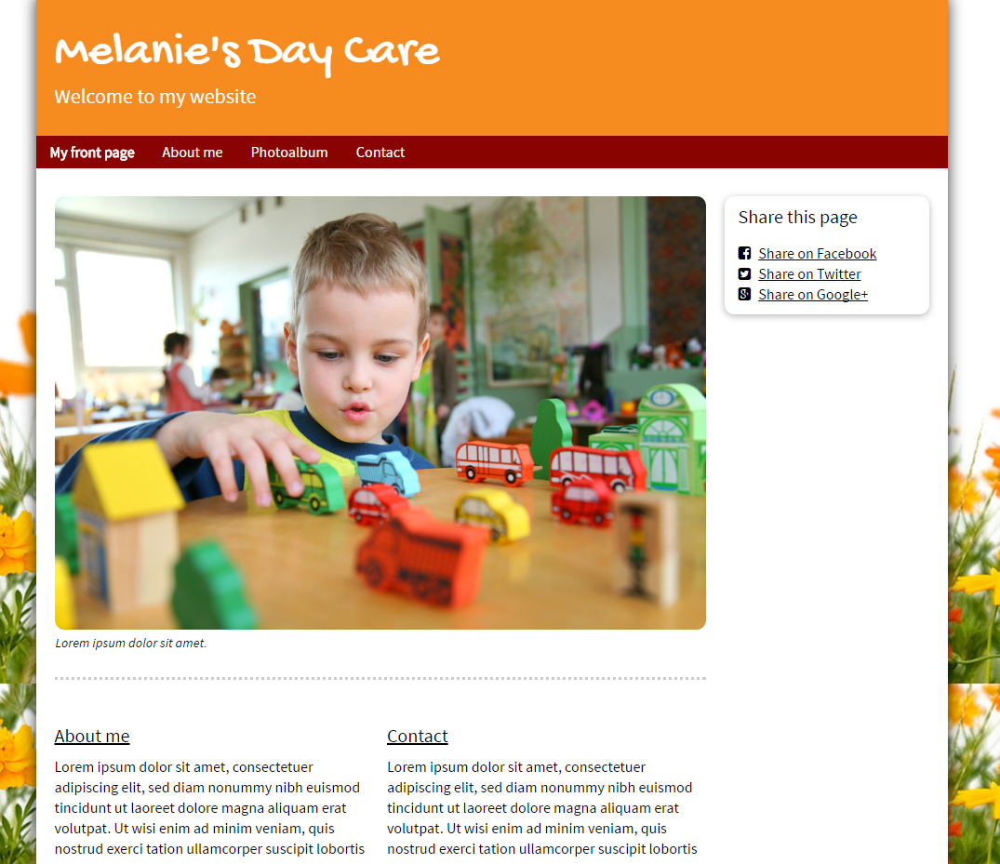 Melanie's Day Care
Welcome to my website
My front page
About me
Photoalbum
Contact
Share this page
Share on Facebook
Share on Twitter
Share on Google+
Lorem ipsum dolor sit amet.
About me
Lorem ipsum dolor sit amet, consectetuer
adipiscing elit, sed diam nonummy nibh euismod
tincidunt ut laoreet dolore magna aliquam erat
volutpat. Ut wisi enim ad minim veniam, quis
nostrud exerci tation ullamcorper suscipit lobortis
Contact
Lorem ipsum dolor sit amet, consectetuer
adipiscing elit, sed diam nonummy nibh euismod
tincidunt ut laoreet dolore magna aliquam erat
volutpat. Ut wisi enim ad minim veniam, quis
nostrud exerci tation ullamcorper suscipit lobortis